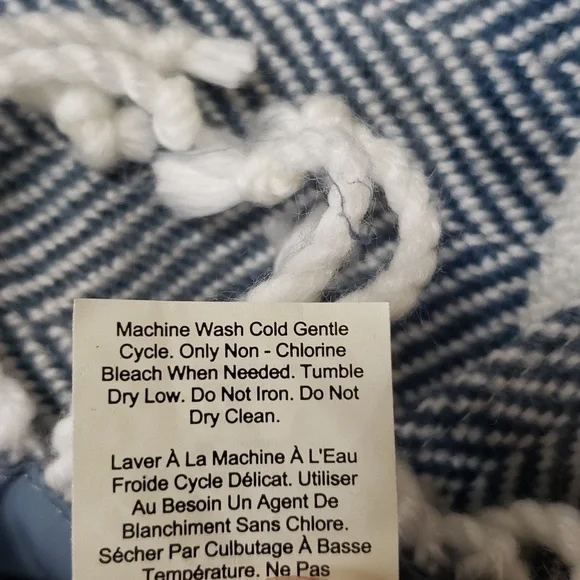 Machine Wash Cold Gentle
Cycle. Only Non - Chlorine
Bleach When Needed. Tumble
Dry Low. Do Not Iron. Do Not
Dry Clean.
Laver À La Machine À L'Eau
Froide Cycle Délicat. Utiliser
Au Besoin Un Agent De
Blanchiment Sans Chlore.
Sécher Par Culbutage À Basse
Température. Ne Pas